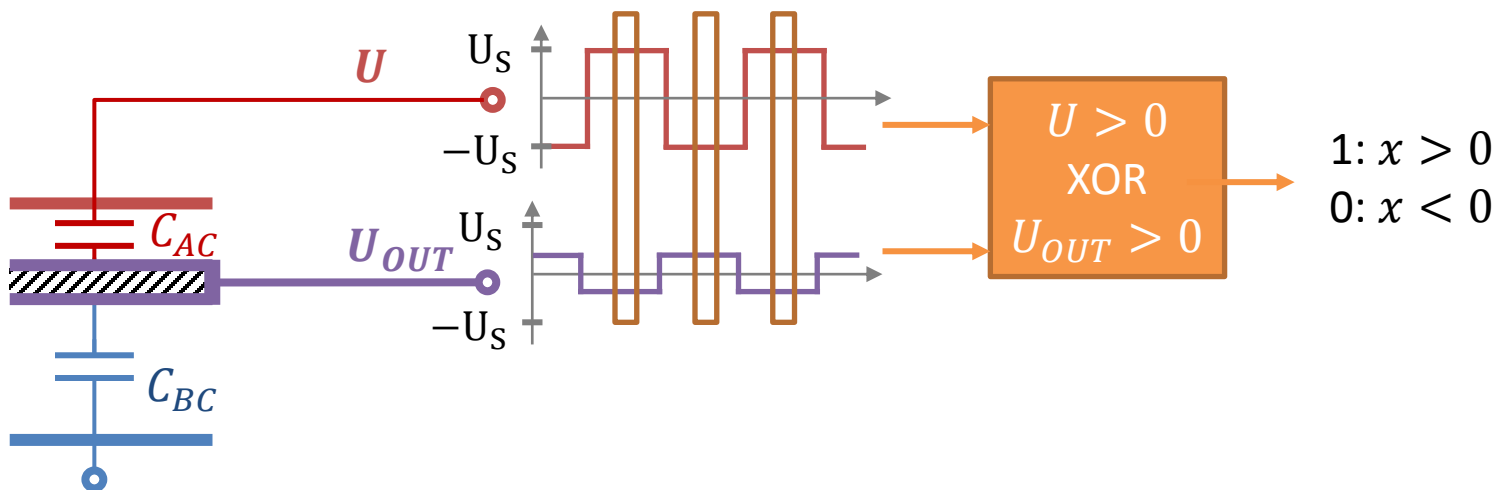 U
U_S
−U_S
C_AC
U_OUT
U_S
−U_S
C_BC
U > 0
XOR
U_OUT > 0
1: x > 0
0: x < 0